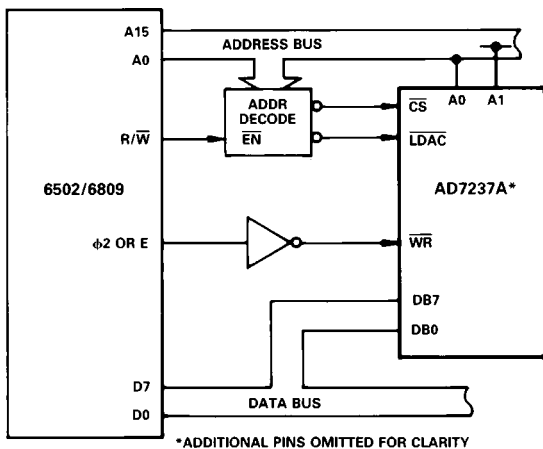 A15
ADDRESS BUS
A0
A0 A1
ADDR
DECODE
CS
R/W
EN
LDAC
6502/6809
AD7237A*
ϕ2 OR E
WR
DB7
DB0
D7
DATA BUS
D0
*ADDITIONAL PINS OMITTED FOR CLARITY